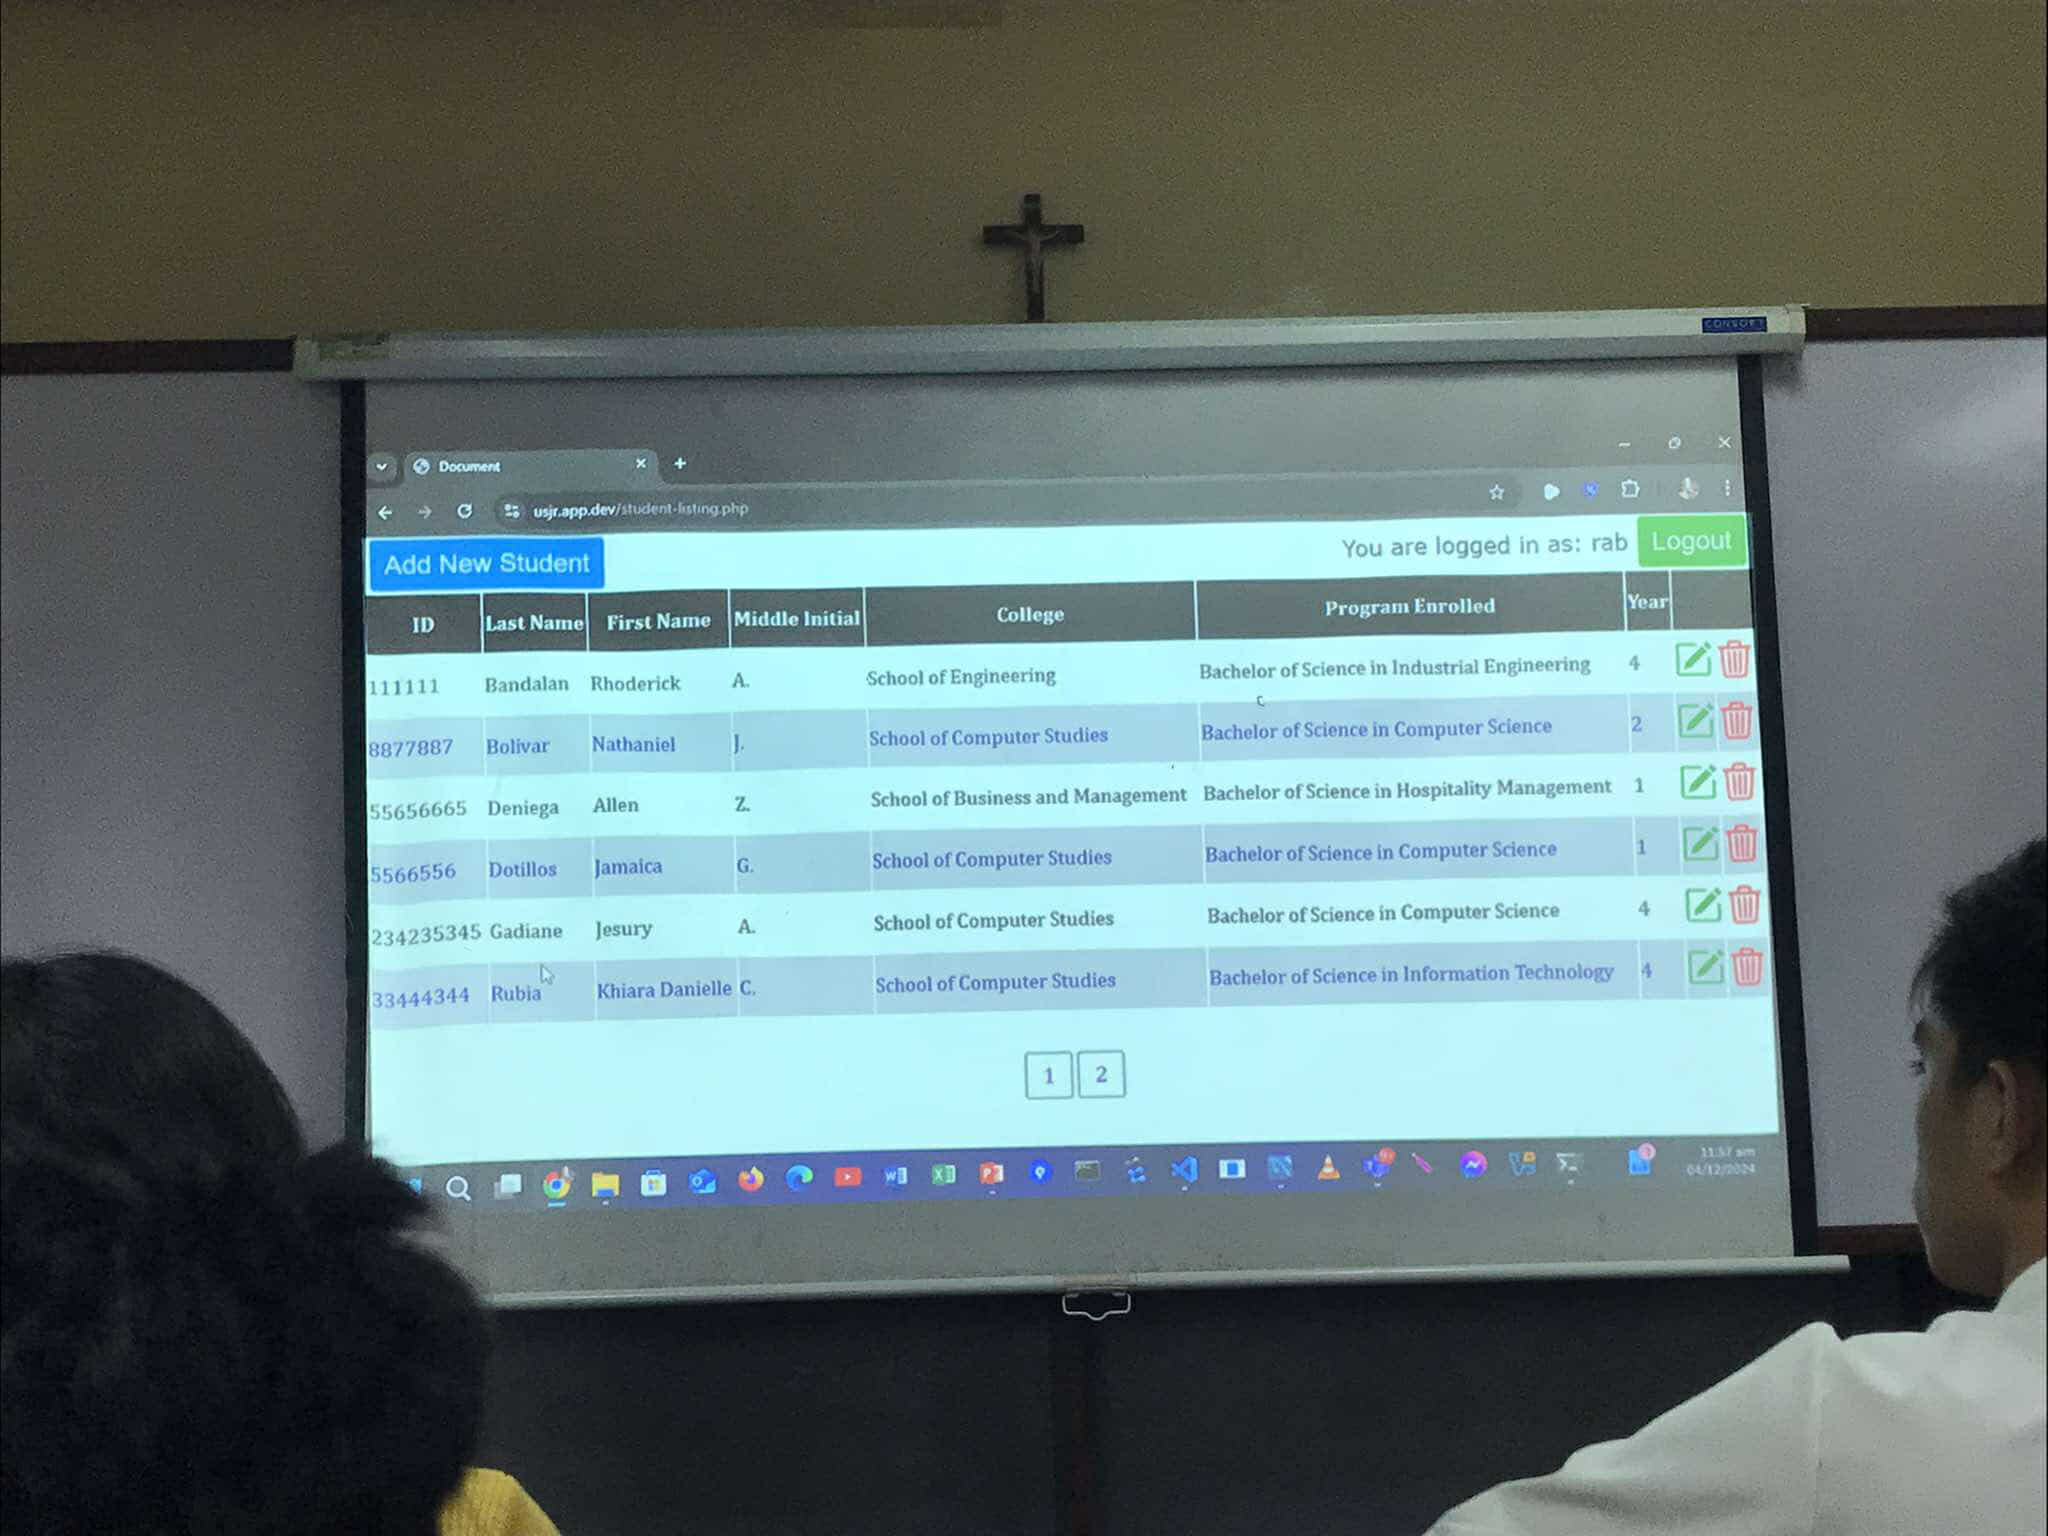 CONSORT
Document
usjr.app.dev/student-listing.php
Add New Student You are logged in as: rab Logout
ID Last Name First Name Middle Initial College Program Enrolled Year
111111 Bandalan Rhoderick A. School of Engineering Bachelor of Science in Industrial Engineering 4
8877887 Bolivar Nathaniel J. School of Computer Studies Bachelor of Science in Computer Science 2
55656665 Deniega Allen Z. School of Business and Management Bachelor of Science in Hospitality Management 1
5566556 Dotillos Jamaica G. School of Computer Studies Bachelor of Science in Computer Science 1
234235345 Gadiane Jesury A. School of Computer Studies Bachelor of Science in Computer Science 4
33444344 Rubia Khiara Danielle C. School of Computer Studies Bachelor of Science in Information Technology 4
1 2
11:57 am
04/12/2024